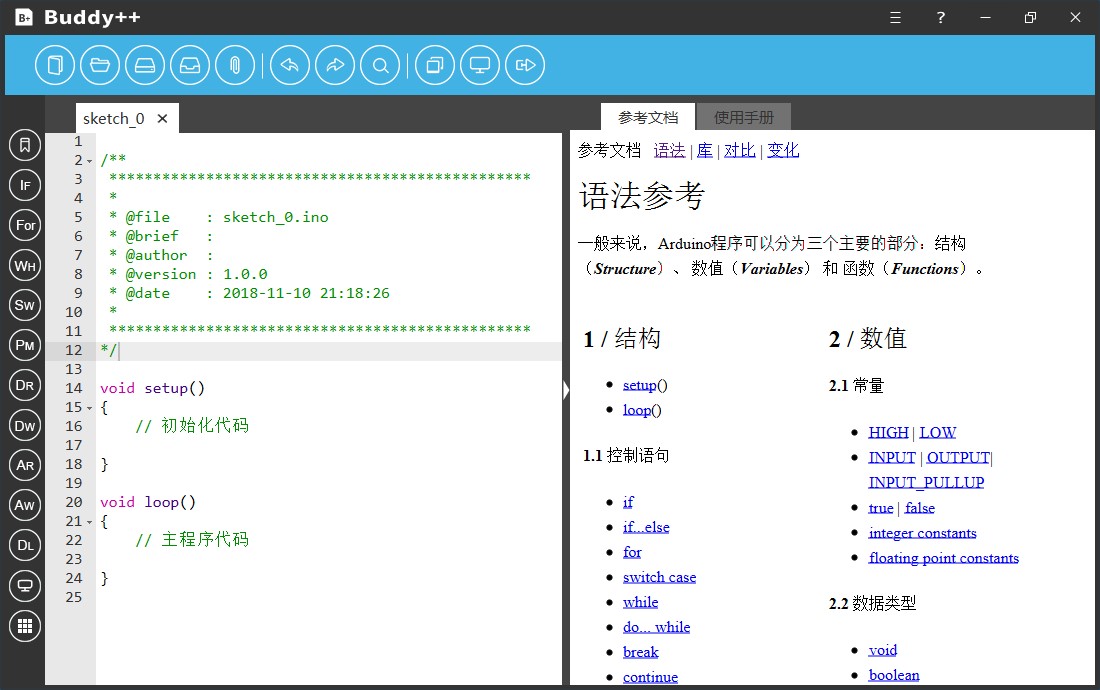 B+ Buddy++
?
sketch_0 ×
参考文档 使用手册
IF
For
WH
SW
PM
DR
DW
AR
AW
DL
1
2 /**
3 ************************************************
4 *
5 * @file : sketch_0.ino
6 * @brief :
7 * @author :
8 * @version : 1.0.0
9 * @date : 2018-11-10 21:18:26
10 *
11 ************************************************
12 */
13
14 void setup()
15 {
16 // 初始化代码
17
18 }
19
20 void loop()
21 {
22 // 主程序代码
23
24 }
25
参考文档 语法 | 库 | 对比 | 变化
语法参考
一般来说，Arduino程序可以分为三个主要的部分：结构
（Structure）、数值（Variables） 和 函数（Functions）。
1 / 结构
setup()
loop()
1.1 控制语句
if
if...else
for
switch case
while
do... while
break
continue
2 / 数值
2.1 常量
HIGH | LOW
INPUT | OUTPUT|
INPUT_PULLUP
true | false
integer constants
floating point constants
2.2 数据类型
void
boolean